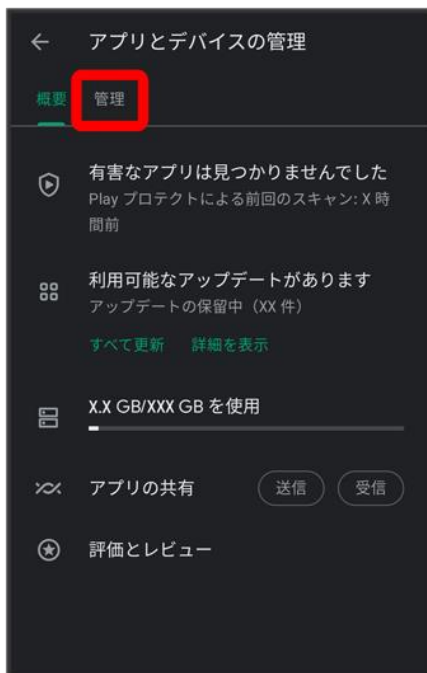 アプリとデバイスの管理
概要 管理
有害なアプリは見つかりませんでした
Play プロテクトによる前回のスキャン: X 時
間前
利用可能なアップデートがあります
アップデートの保留中（XX 件）
すべて更新 詳細を表示
X.X GB/XXX GB を使用
アプリの共有 送信 受信
評価とレビュー